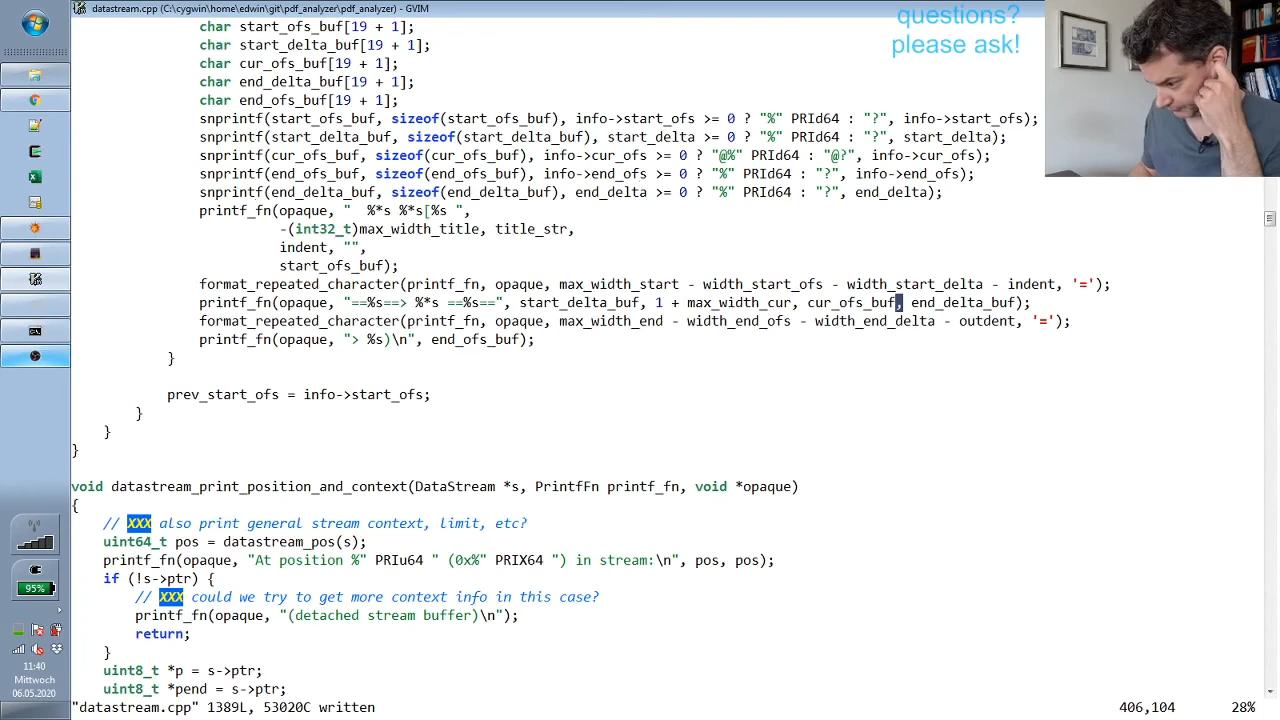 datastream.cpp (C:\cygwin\home\edwin\git\pdf_analyzer\pdf_analyzer) - GVIM
questions?
please ask!
char start_ofs_buf[19 + 1];
char start_delta_buf[19 + 1];
char cur_ofs_buf[19 + 1];
char end_delta_buf[19 + 1];
char end_ofs_buf[19 + 1];
snprintf(start_ofs_buf, sizeof(start_ofs_buf), info->start_ofs >= 0 ? "%" PRId64 : "?", info->start_ofs);
snprintf(start_delta_buf, sizeof(start_delta_buf), start_delta >= 0 ? "%" PRId64 : "?", start_delta);
snprintf(cur_ofs_buf, sizeof(cur_ofs_buf), info->cur_ofs >= 0 ? "@%" PRId64 : "@?", info->cur_ofs);
snprintf(end_ofs_buf, sizeof(end_ofs_buf), info->end_ofs >= 0 ? "%" PRId64 : "?", info->end_ofs);
snprintf(end_delta_buf, sizeof(end_delta_buf), end_delta >= 0 ? "%" PRId64 : "?", end_delta);
printf_fn(opaque, "  %*s %*s[%s ",
-(int32_t)max_width_title, title_str,
indent, "",
start_ofs_buf);
format_repeated_character(printf_fn, opaque, max_width_start - width_start_ofs - width_start_delta - indent, '=');
printf_fn(opaque, "==%s==> %*s ==%s==", start_delta_buf, 1 + max_width_cur, cur_ofs_buf, end_delta_buf);
format_repeated_character(printf_fn, opaque, max_width_end - width_end_ofs - width_end_delta - outdent, '=');
printf_fn(opaque, "> %s)\n", end_ofs_buf);
}
prev_start_ofs = info->start_ofs;
}
}
}
void datastream_print_position_and_context(DataStream *s, PrintfFn printf_fn, void *opaque)
{
// XXX also print general stream context, limit, etc?
uint64_t pos = datastream_pos(s);
printf_fn(opaque, "At position %" PRIu64 " (0x%" PRIX64 ") in stream:\n", pos, pos);
if (!s->ptr) {
// XXX could we try to get more context info in this case?
printf_fn(opaque, "(detached stream buffer)\n");
return;
}
uint8_t *p = s->ptr;
uint8_t *pend = s->ptr;
"datastream.cpp" 1389L, 53020C written
406,104
28%
95%
11:40
Mittwoch
06.05.2020